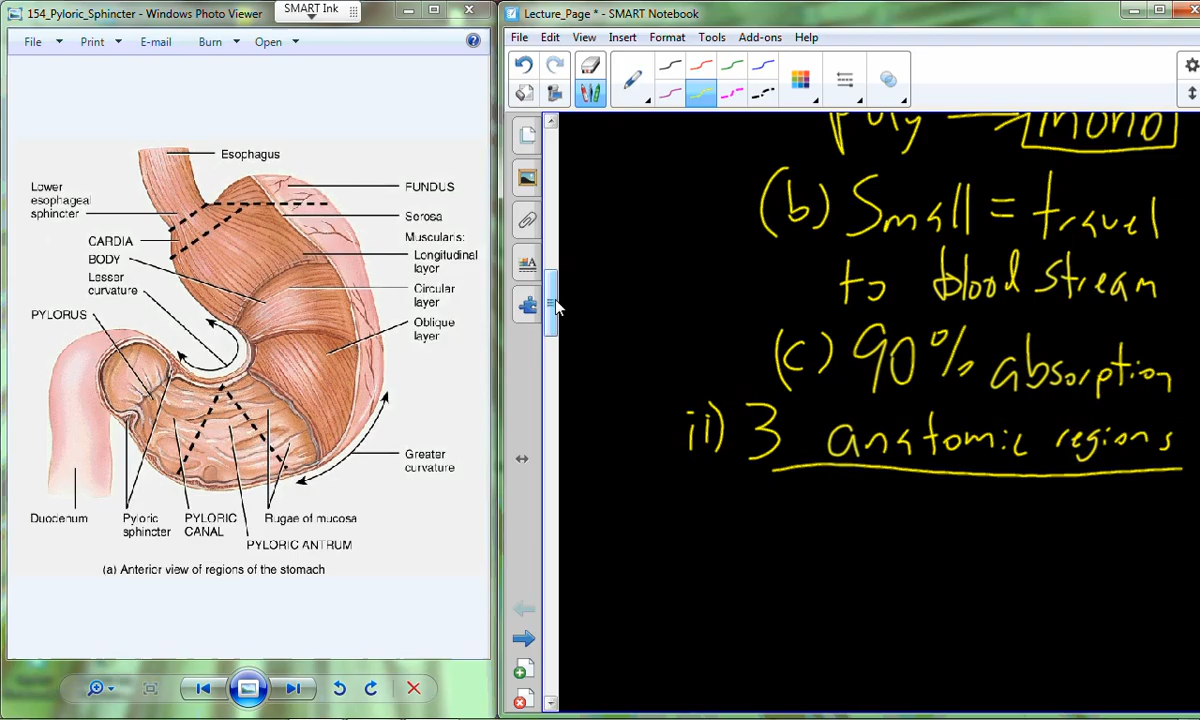 154_Pyloric_Sphincter - Windows Photo Viewer
SMART Ink
File Print E-mail Burn Open
Esophagus
Lower
esophageal
sphincter
FUNDUS
Serosa
CARDIA
Muscularis:
BODY
Longitudinal
layer
Lesser
curvature
Circular
layer
PYLORUS
Oblique
layer
Greater
curvature
Duodenum
Pyloric
sphincter
PYLORIC
CANAL
Rugae of mucosa
PYLORIC ANTRUM
(a) Anterior view of regions of the stomach
Lecture_Page * - SMART Notebook
File Edit View Insert Format Tools Add-ons Help
poly → mono
(b) Small = travel
to blood stream
(c) 90% absorption
ii) 3 anatomic regions